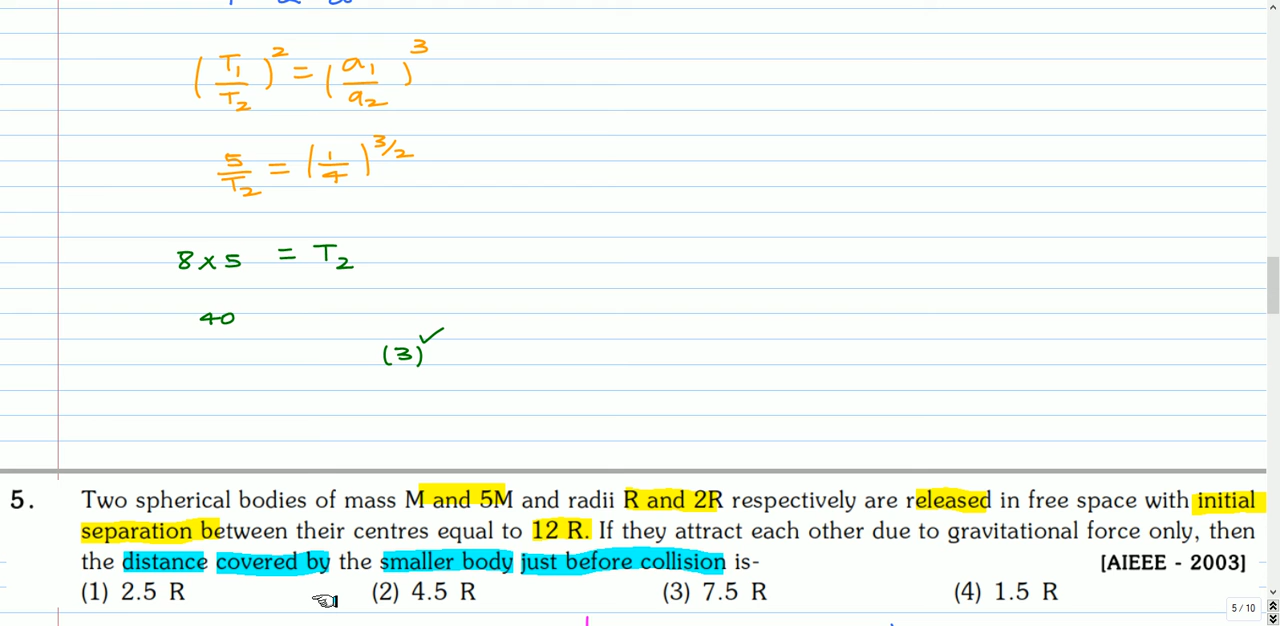 (T₁/T₂)² = (a₁/a₂)³
5/T₂ = (1/4)^3/2
8 × 5 = T₂
40
(3) ✓
5. Two spherical bodies of mass M and 5M and radii R and 2R respectively are released in free space with initial
separation between their centres equal to 12 R. If they attract each other due to gravitational force only, then
the distance covered by the smaller body just before collision is-
[AIEEE - 2003]
(1) 2.5 R (2) 4.5 R (3) 7.5 R (4) 1.5 R
5 / 10